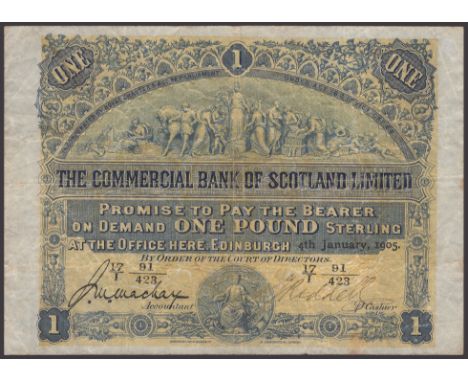 1
ONE ONE
THE COMMERCIAL BANK OF SCOTLAND LIMITED
PROMISE TO PAY THE BEARER
ON DEMAND ONE POUND STERLING
AT THE OFFICE HERE. EDINBURGH 4th January, 1905.
BY ORDER OF THE COURT OF DIRECTORS.
17/F 91/423 17/F 91/423
Accountant P Cashier
1 1